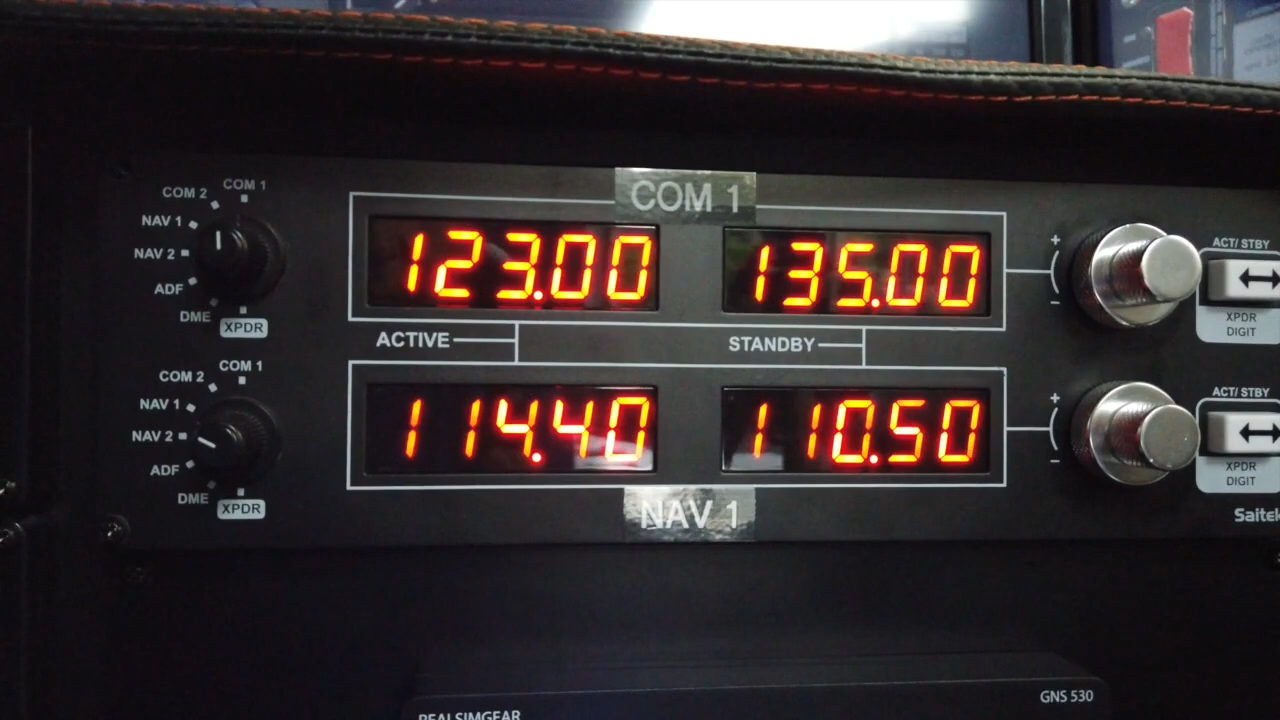 COM 1
COM 1
COM 2
NAV 1
NAV 2
ADF
DME
XPDR
123.00
135.00
+
-
ACT/ STBY
XPDR
DIGIT
ACTIVE
STANDBY
COM 1
COM 2
NAV 1
NAV 2
ADF
DME
XPDR
114.40
110.50
+
-
ACT/ STBY
XPDR
DIGIT
NAV 1
Saitek
GNS 530
REALSIMGEAR